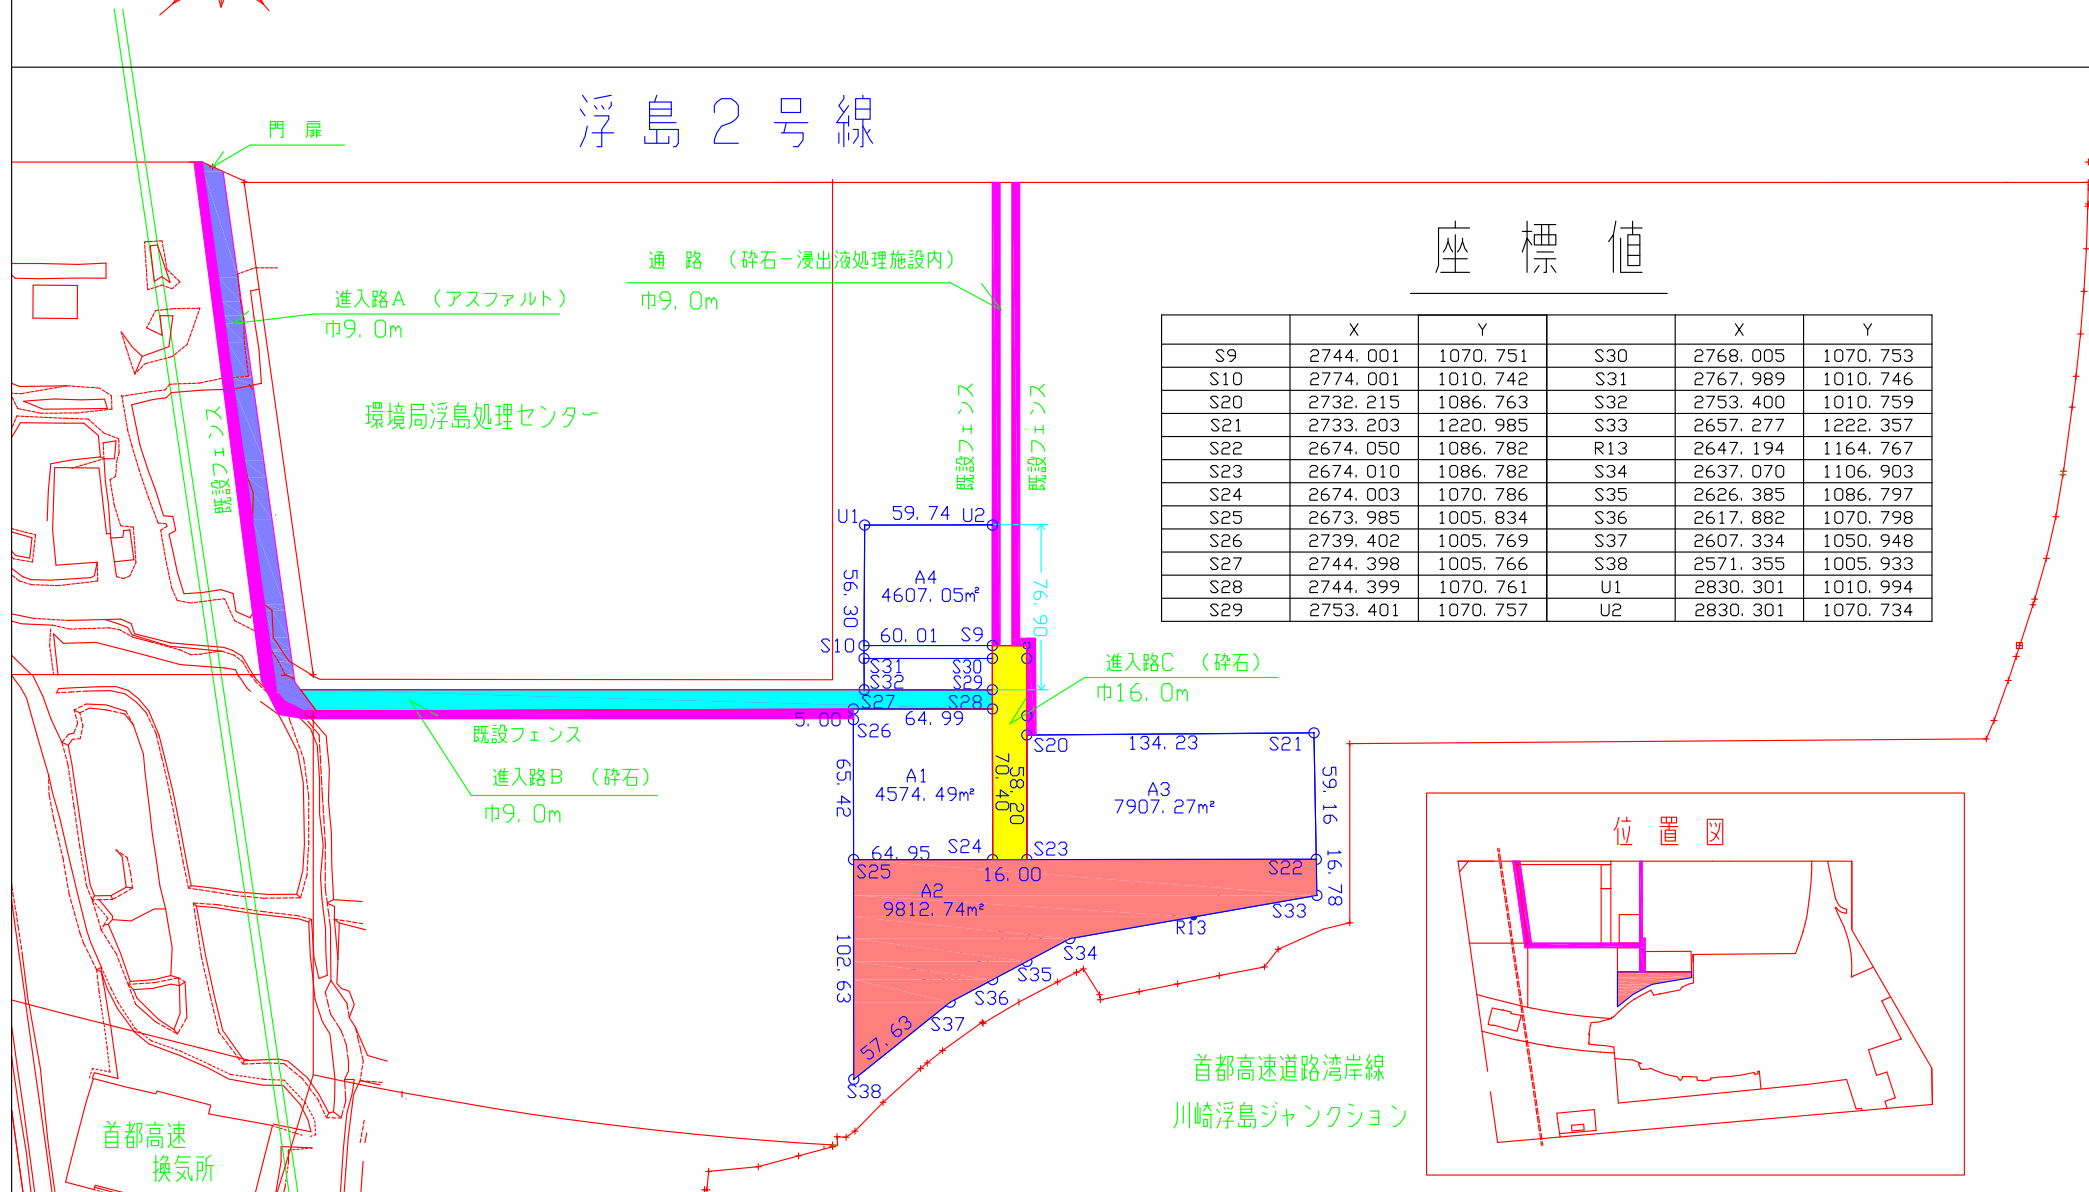 浮島２号線
門 扉
通 路 （砕石－浸出液処理施設内）
巾9.0m
進入路A （アスファルト）
巾9.0m
既設フェンス
環境局浮島処理センター
既設フェンス
既設フェンス
座標値
X Y X Y
S9 2744.001 1070.751 S30 2768.005 1070.753
S10 2774.001 1010.742 S31 2767.989 1010.746
S20 2732.215 1086.763 S32 2753.400 1010.759
S21 2733.203 1220.985 S33 2657.277 1222.357
S22 2674.050 1086.782 R13 2647.194 1164.767
S23 2674.010 1086.782 S34 2637.070 1106.903
S24 2674.003 1070.786 S35 2626.385 1086.797
S25 2673.985 1005.834 S36 2617.882 1070.798
S26 2739.402 1005.769 S37 2607.334 1050.948
S27 2744.398 1005.766 S38 2571.355 1005.933
S28 2744.399 1070.761 U1 2830.301 1010.994
S29 2753.401 1070.757 U2 2830.301 1070.734
U1 59.74 U2
56.30
A4
4607.05㎡
76.90
S10 60.01 S9
S31 S30
S32 S29
S27 S28
5.00 64.99
S26
進入路C （砕石）
巾16.0m
既設フェンス
進入路B （砕石）
巾9.0m
65.42
A1
4574.49㎡
70.40
58.20
S20 134.23 S21
A3
7907.27㎡
59.16
64.95 S24 S23
S25 16.00 S22
16.78
A2
9812.74㎡
S33
R13
102.63
S34
S35
S36
S37
57.63
S38
位置図
首都高速道路湾岸線
川崎浮島ジャンクション
首都高速
換気所